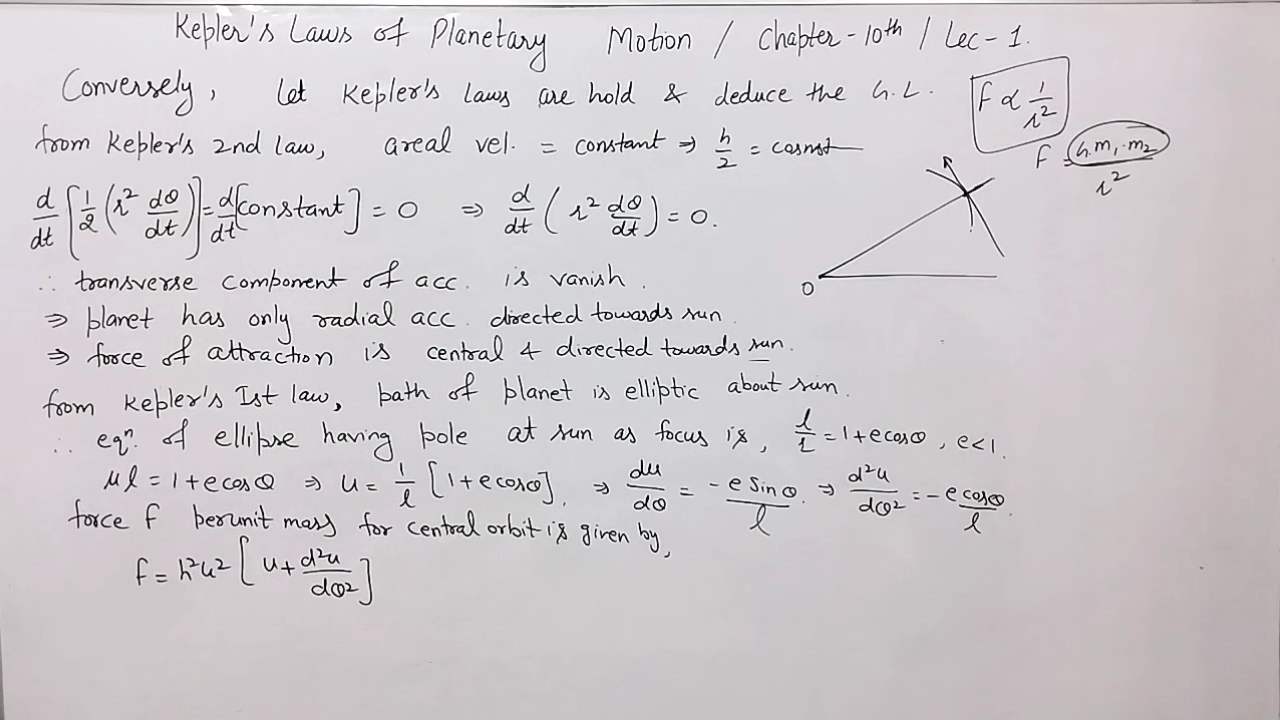 Kepler's Laws of Planetary Motion / Chapter-10th / Lec-1.
Conversely, let Kepler's laws are hold & deduce the G.L. F ∝ 1/r²
from Kepler's 2nd law, areal vel. = constant ⇒ h/2 = cosnst
F = G.m₁.m₂/r²
d/dt [1/2 (r² dθ/dt)] = d/dt [constant] = 0 ⇒ d/dt (r² dθ/dt) = 0.
O
∴ transverse component of acc. is vanish.
⇒ planet has only radial acc. directed towards sun.
⇒ force of attraction is central & directed towards sun.
from Kepler's Ist law, path of planet is elliptic about sun.
∴ eqⁿ. of ellipse having pole at sun as focus is, l/r = 1+ecosθ, e<1.
ul = 1+ecosθ ⇒ u = 1/l [1+ecosθ]. ⇒ du/dθ = -e sinθ/l. ⇒ d²u/dθ² = -e cosθ/l.
force f perunit mass for central orbit is given by,
f = h²u² [u + d²u/dθ²]